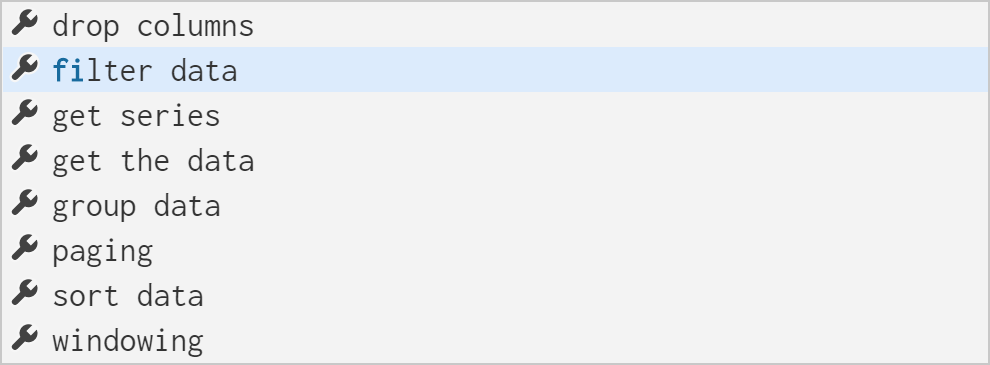 drop columns
filter data
get series
get the data
group data
paging
sort data
windowing